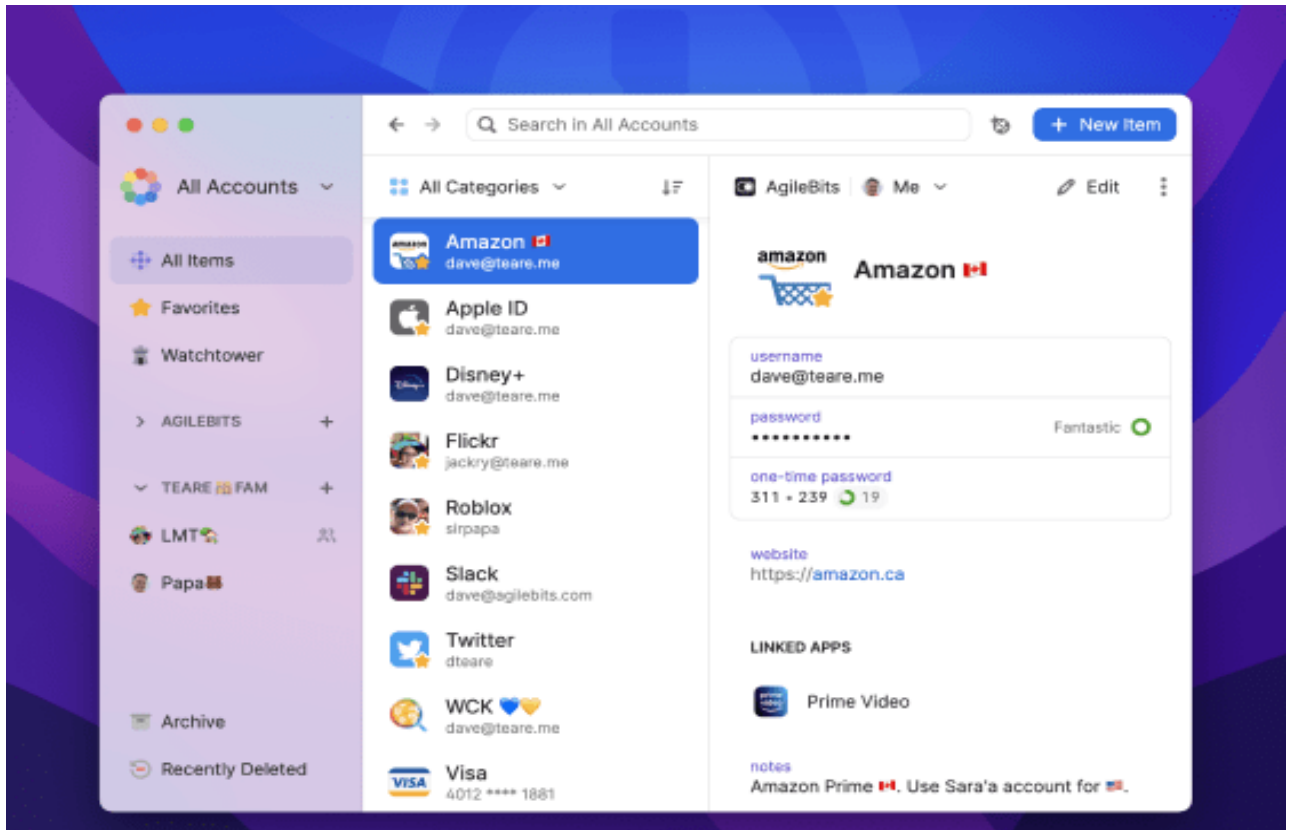 Search in All Accounts
+ New Item
All Accounts
All Items
Favorites
Watchtower
AGILEBITS +
TEARE FAM +
LMT
Papa
Archive
Recently Deleted
All Categories
Amazon 🇨🇦
dave@teare.me
Apple ID
dave@teare.me
Disney+
dave@teare.me
Flickr
jackry@teare.me
Roblox
sirpapa
Slack
dave@agilebits.com
Twitter
dteare
WCK 💙💛
dave@teare.me
VISA
Visa
4012 **** 1881
AgileBits
Me
Edit
amazon
Amazon 🇨🇦
username
dave@teare.me
password
•••••••••• Fantastic
one-time password
311 • 239 19
website
https://amazon.ca
LINKED APPS
prime video
Prime Video
notes
Amazon Prime 🇨🇦. Use Sara'a account for 🇺🇸.